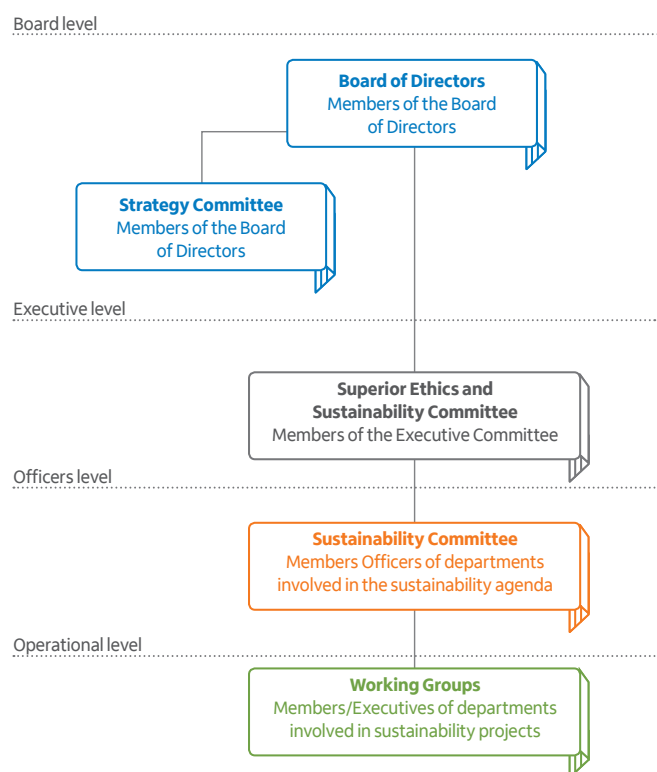 Board level
Board of Directors
Members of the Board
of Directors
Strategy Committee
Members of the Board
of Directors
Executive level
Superior Ethics and
Sustainability Committee
Members of the Executive Committee
Officers level
Sustainability Committee
Members Officers of departments
involved in the sustainability agenda
Operational level
Working Groups
Members/Executives of departments
involved in sustainability projects